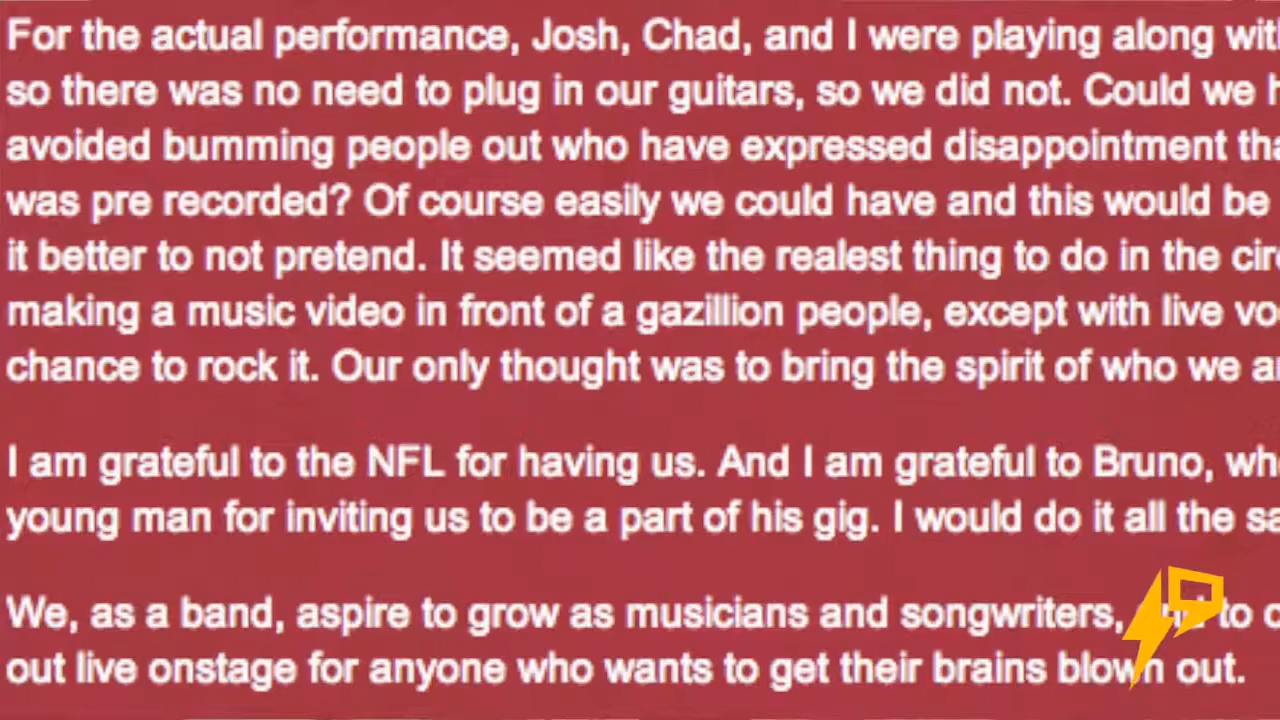 For the actual performance, Josh, Chad, and I were playing along
so there was no need to plug in our guitars, so we did not. Could we
avoided bumming people out who have expressed disappointment
was pre recorded? Of course easily we could have and this would be
it better to not pretend. It seemed like the realest thing to do in the
making a music video in front of a gazillion people, except with live
chance to rock it. Our only thought was to bring the spirit of who we
I am grateful to the NFL for having us. And I am grateful to Bruno,
young man for inviting us to be a part of his gig. I would do it all the
We, as a band, aspire to grow as musicians and songwriters, and to
out live onstage for anyone who wants to get their brains blown out.